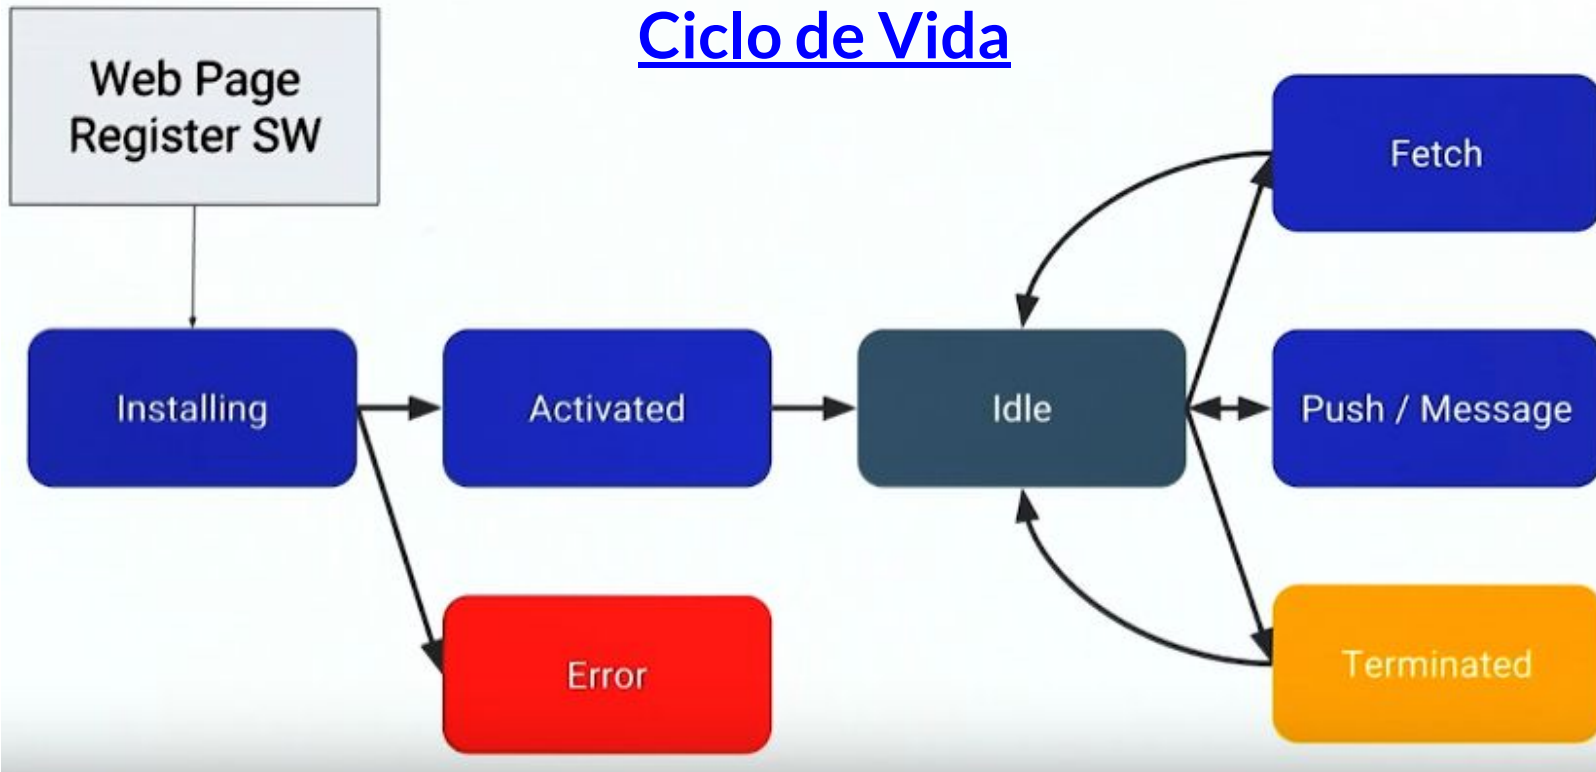 Ciclo de Vida
Web Page
Register SW
Fetch
Installing
Activated
Idle
Push / Message
Error
Terminated